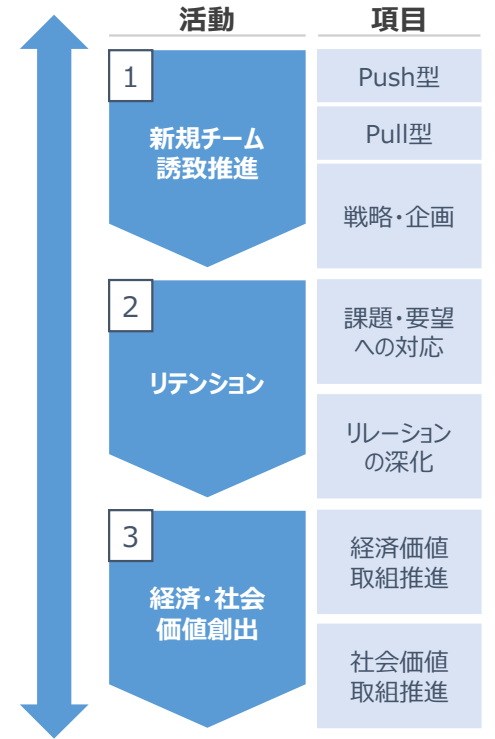 活動
項目
1
新規チーム
誘致推進
Push型
Pull型
戦略・企画
2
リテンション
課題・要望
への対応
リレーション
の深化
3
経済・社会
価値創出
経済価値
取組推進
社会価値
取組推進